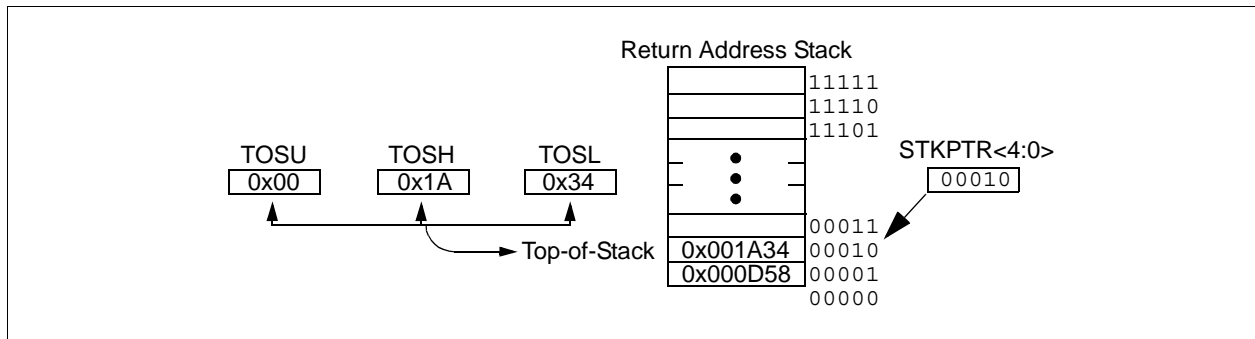 Return Address Stack
11111
11110
11101
TOSU TOSH TOSL
0x00 0x1A 0x34
STKPTR<4:0>
00010
00011
Top-of-Stack 0x001A34 00010
0x000D58 00001
00000